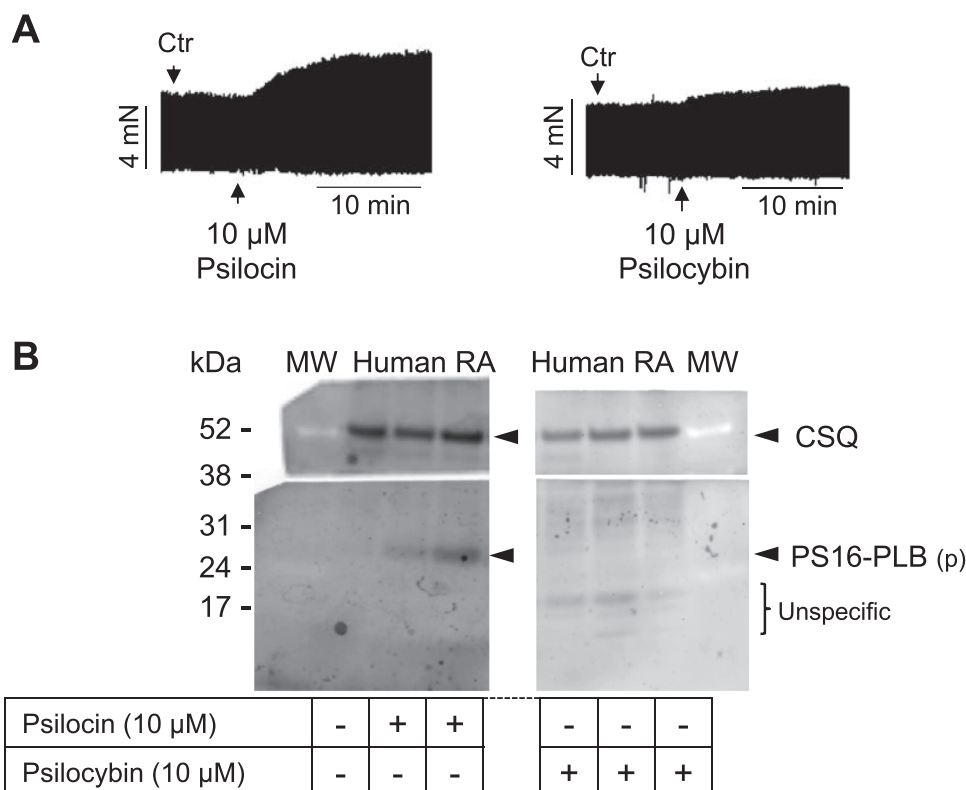 A
Ctr
4 mN
10 min
10 µM
Psilocin
Ctr
4 mN
10 min
10 µM
Psilocybin
B
kDa MW Human RA Human RA MW
52 -
CSQ
38 -
31 -
24 -
PS16-PLB (p)
17 -
Unspecific
Psilocin (10 µM) - + + - - -
Psilocybin (10 µM) - - - + + +